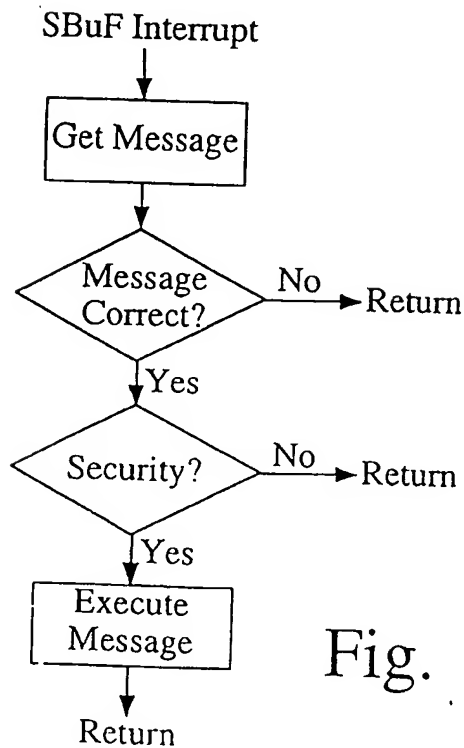 SBuF Interrupt
Get Message
Message
Correct?
No
Return
Yes
Security?
No
Return
Yes
Execute
Message
Fig.
Return